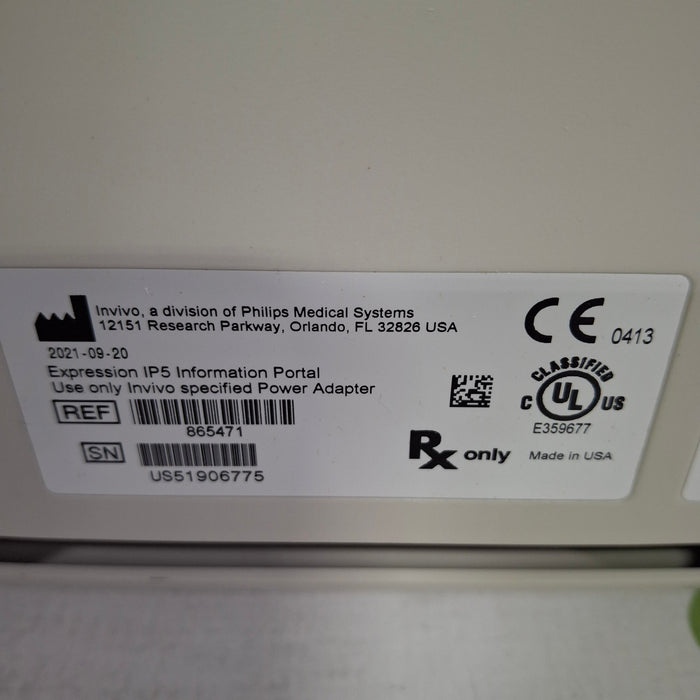 Invivo, a division of Philips Medical Systems
12151 Research Parkway, Orlando, FL 32826 USA
2021-09-20
Expression IP5 Information Portal
Use only Invivo specified Power Adapter
REF
865471
SN
US51906775
CE 0413
CLASSIFIED
C UL US
E359677
Rx only
Made in USA